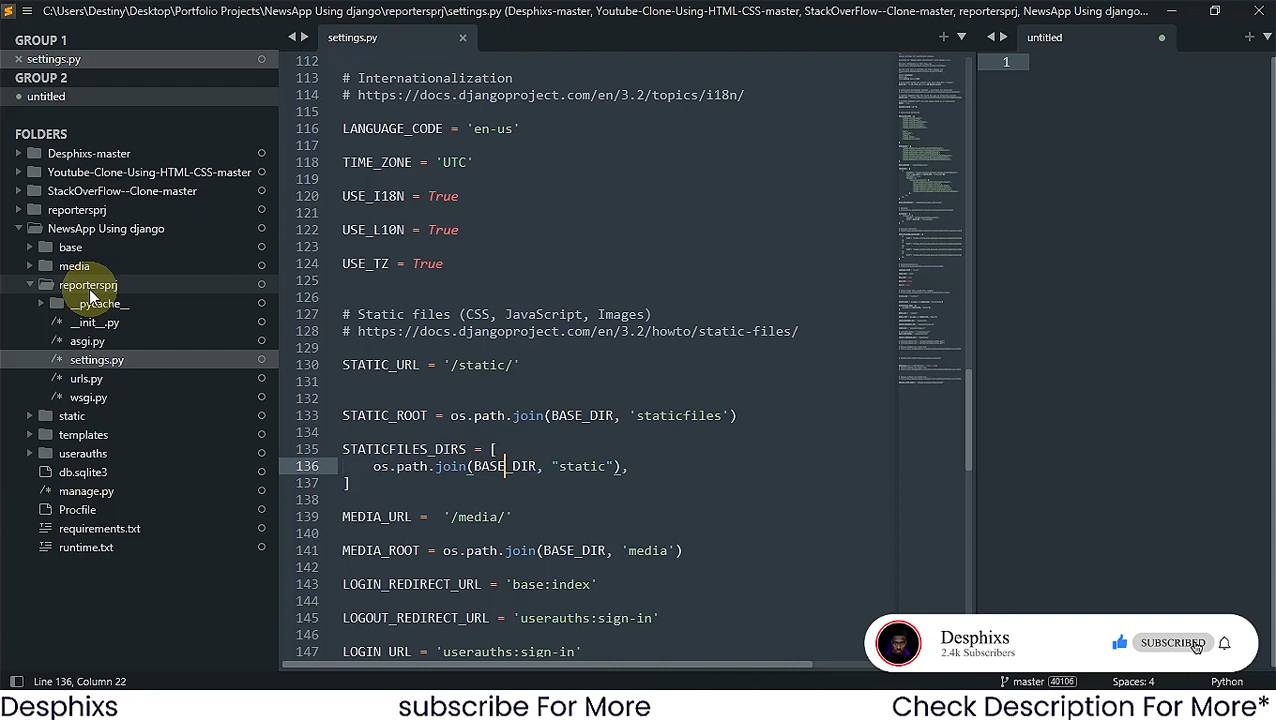 C:\Users\Destiny\Desktop\Portfolio Projects\NewsApp Using django\reportersprj\settings.py (Desphixs-master, Youtube-Clone-Using-HTML-CSS-master, StackOverFlow--Clone-master, reportersprj, NewsApp Using django...
GROUP 1
settings.py
GROUP 2
untitled
FOLDERS
Desphixs-master
Youtube-Clone-Using-HTML-CSS-master
StackOverFlow--Clone-master
reportersprj
NewsApp Using django
base
media
reportersprj
__init__.py
asgi.py
settings.py
urls.py
wsgi.py
static
templates
userauths
db.sqlite3
manage.py
Procfile
requirements.txt
runtime.txt
settings.py
112
113 # Internationalization
114 # https://docs.djangoproject.com/en/3.2/topics/i18n/
115
116 LANGUAGE_CODE = 'en-us'
117
118 TIME_ZONE = 'UTC'
119
120 USE_I18N = True
121
122 USE_L10N = True
123
124 USE_TZ = True
125
126
127 # Static files (CSS, JavaScript, Images)
128 # https://docs.djangoproject.com/en/3.2/howto/static-files/
129
130 STATIC_URL = '/static/'
131
132
133 STATIC_ROOT = os.path.join(BASE_DIR, 'staticfiles')
134
135 STATICFILES_DIRS = [
136 os.path.join(BASE_DIR, "static"),
137 ]
138
139 MEDIA_URL = '/media/'
140
141 MEDIA_ROOT = os.path.join(BASE_DIR, 'media')
142
143 LOGIN_REDIRECT_URL = 'base:index'
144
145 LOGOUT_REDIRECT_URL = 'userauths:sign-in'
146
147 LOGIN_URL = 'userauths:sign-in'
untitled
1
Desphixs
2.4k Subscribers
SUBSCRIBED
Line 136, Column 22
master 40106
Spaces: 4
Python
Desphixs
subscribe For More
Check Description For More*